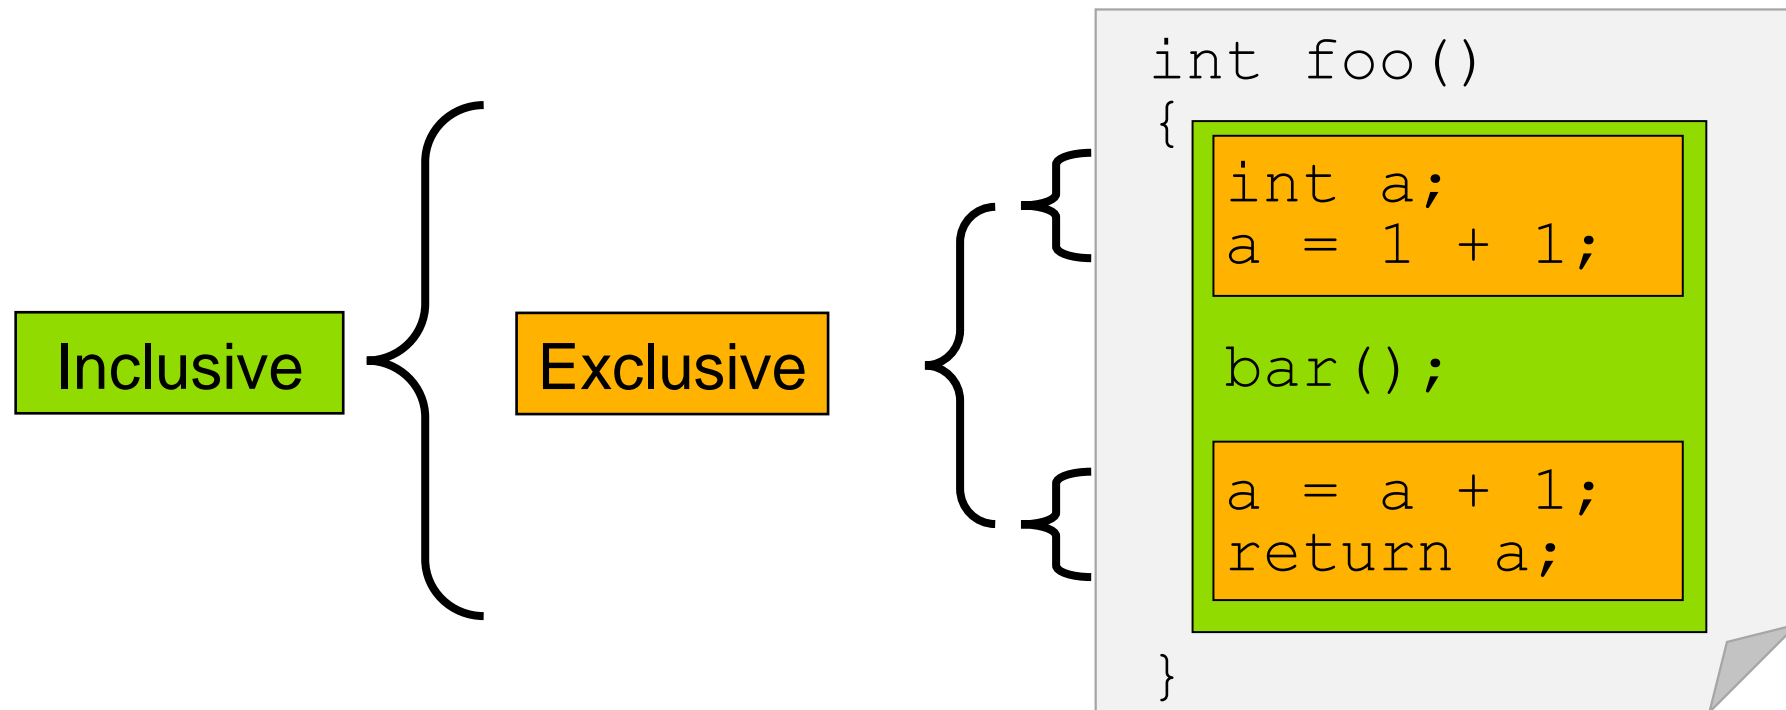 Inclusive
Exclusive
int foo()
{
int a;
a = 1 + 1;
bar();
a = a + 1;
return a;
}